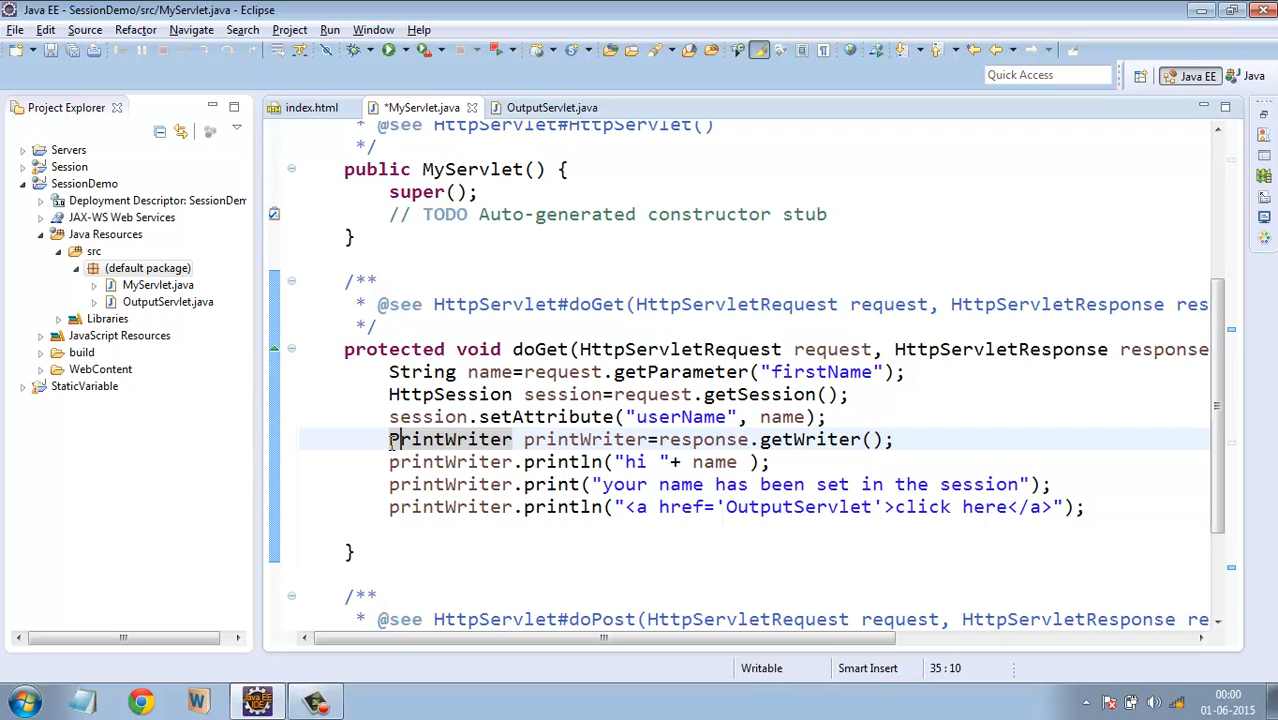 Java EE - SessionDemo/src/MyServlet.java - Eclipse
File Edit Source Refactor Navigate Search Project Run Window Help
Quick Access
Java EE
Java
Project Explorer
index.html
*MyServlet.java
OutputServlet.java
Servers
Session
SessionDemo
Deployment Descriptor: SessionDem
JAX-WS Web Services
Java Resources
src
(default package)
MyServlet.java
OutputServlet.java
Libraries
JavaScript Resources
build
WebContent
StaticVariable
* @see HttpServlet#HttpServlet()
*/
public MyServlet() {
super();
// TODO Auto-generated constructor stub
}
/**
* @see HttpServlet#doGet(HttpServletRequest request, HttpServletResponse res
*/
protected void doGet(HttpServletRequest request, HttpServletResponse response
String name=request.getParameter("firstName");
HttpSession session=request.getSession();
session.setAttribute("userName", name);
PrintWriter printWriter=response.getWriter();
printWriter.println("hi "+ name );
printWriter.print("your name has been set in the session");
printWriter.println("<a href='OutputServlet'>click here</a>");
}
/**
* @see HttpServlet#doPost(HttpServletRequest request, HttpServletResponse re
Writable
Smart Insert
35 : 10
00:00
01-06-2015